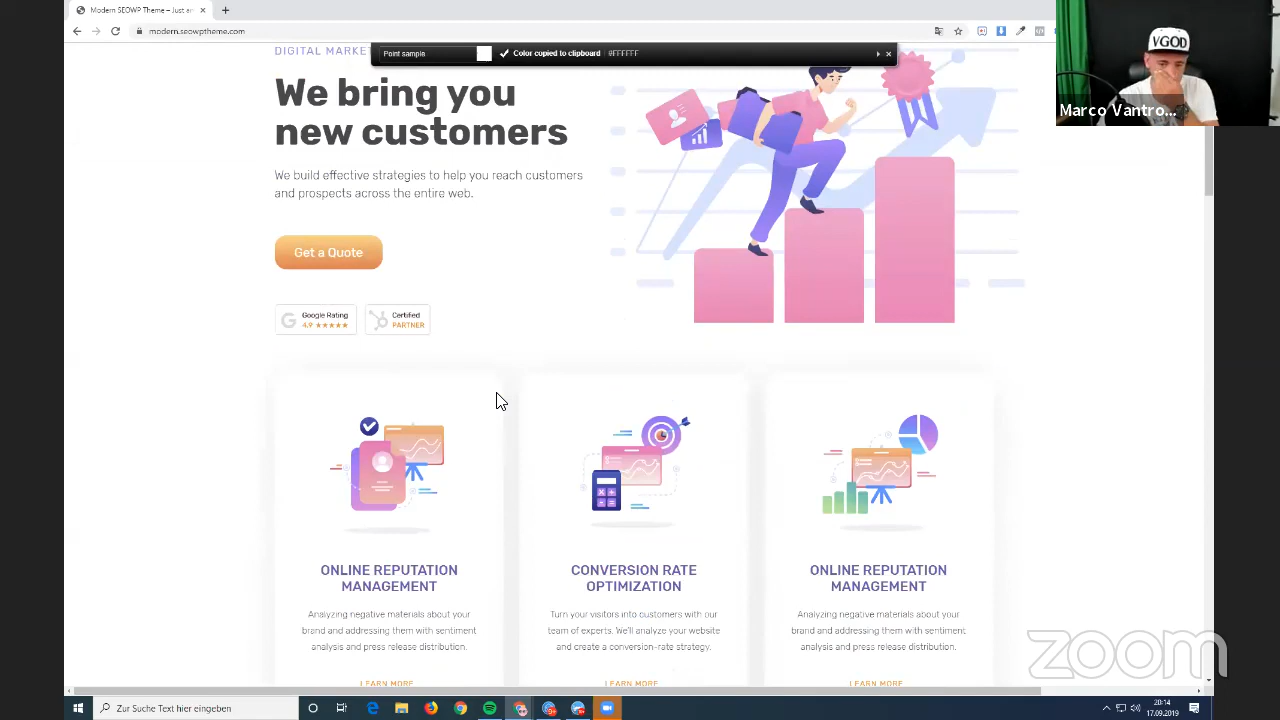 Modern SEOWP Theme – Just an
modern.seowptheme.com
Point sample
Color copied to clipboard
#FFFFFF
VGOD
Marco Vantro...
DIGITAL MARKET
We bring you
new customers
We build effective strategies to help you reach customers
and prospects across the entire web.
Get a Quote
Google Rating
4,9 ★★★★★
Certified
PARTNER
ONLINE REPUTATION
MANAGEMENT
Analyzing negative materials about your
brand and addressing them with sentiment
analysis and press release distribution.
LEARN MORE
CONVERSION RATE
OPTIMIZATION
Turn your visitors into customers with our
team of experts. We'll analyze your website
and create a conversion-rate strategy.
LEARN MORE
ONLINE REPUTATION
MANAGEMENT
Analyzing negative materials about your
brand and addressing them with sentiment
analysis and press release distribution.
LEARN MORE
zoom
Zur Suche Text hier eingeben
20:14
17.09.2019